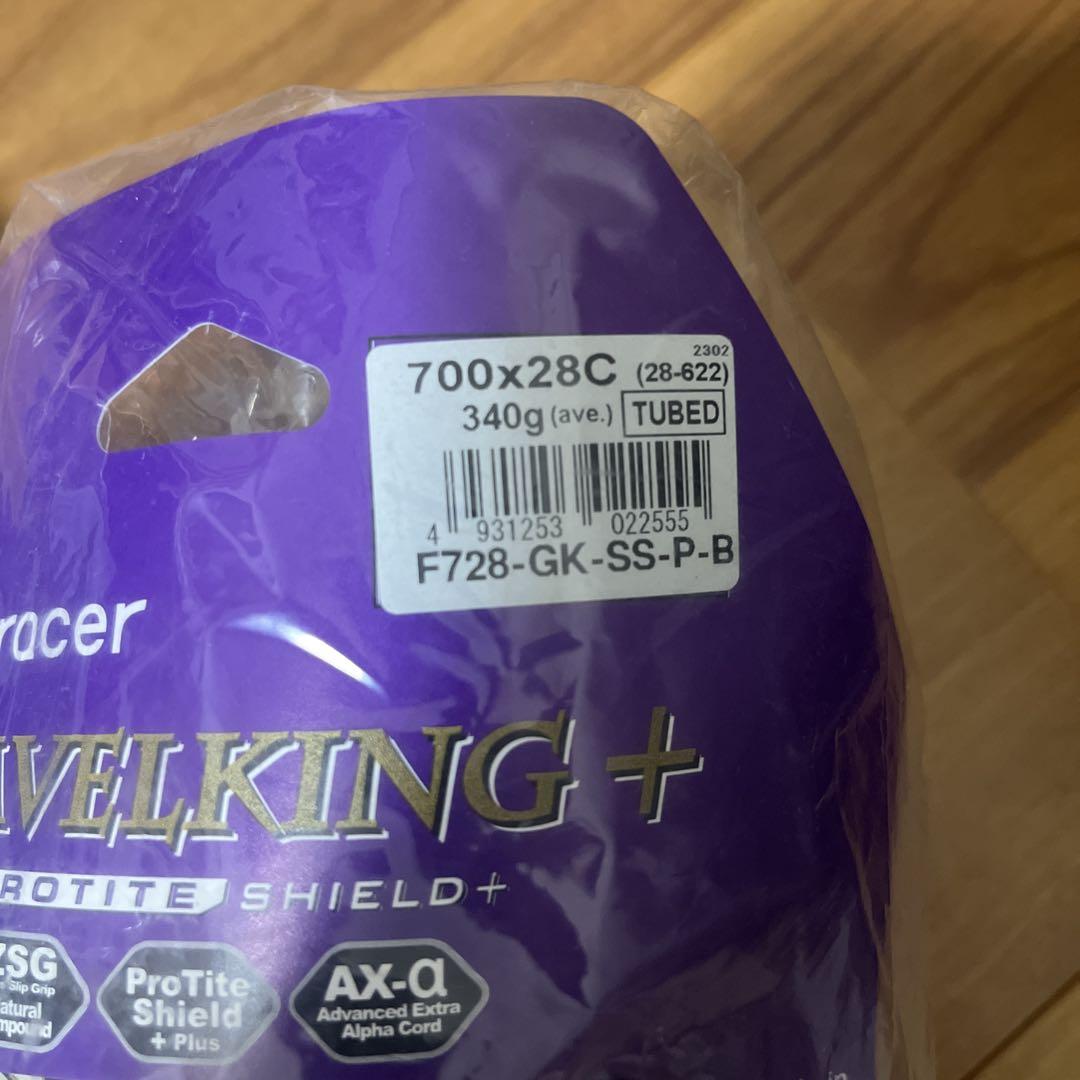 2302
700x28C (28-622)
340g (ave.) TUBED
4 931253 022555
F728-GK-SS-P-B
racer
VELKING+
ROTITE SHIELD+
ZSG
Slip Grip
atural
mpound
ProTite
Shield
+ Plus
AX-α
Advanced Extra
Alpha Cord